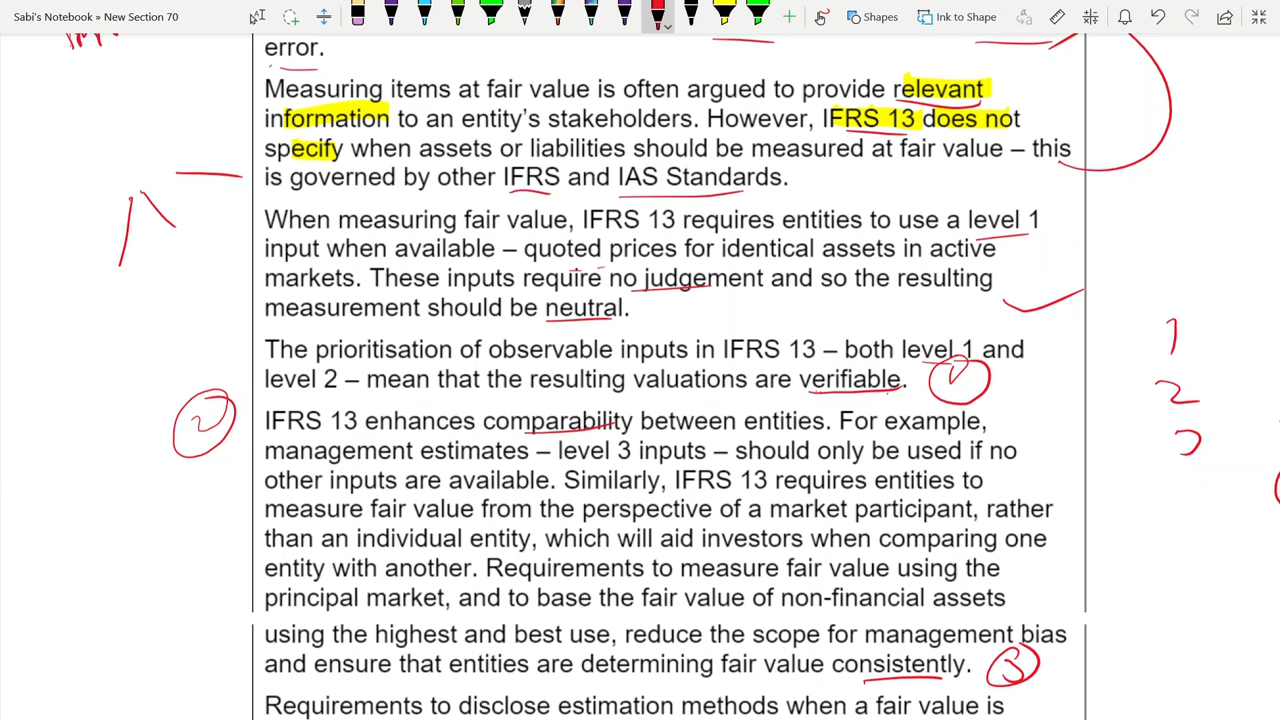 Sabi's Notebook » New Section 70
Shapes
Ink to Shape
error.
Measuring items at fair value is often argued to provide relevant
information to an entity's stakeholders. However, IFRS 13 does not
specify when assets or liabilities should be measured at fair value – this
is governed by other IFRS and IAS Standards.
When measuring fair value, IFRS 13 requires entities to use a level 1
input when available – quoted prices for identical assets in active
markets. These inputs require no judgement and so the resulting
measurement should be neutral.
The prioritisation of observable inputs in IFRS 13 – both level 1 and
level 2 – mean that the resulting valuations are verifiable.
IFRS 13 enhances comparability between entities. For example,
management estimates – level 3 inputs – should only be used if no
other inputs are available. Similarly, IFRS 13 requires entities to
measure fair value from the perspective of a market participant, rather
than an individual entity, which will aid investors when comparing one
entity with another. Requirements to measure fair value using the
principal market, and to base the fair value of non-financial assets
using the highest and best use, reduce the scope for management bias
and ensure that entities are determining fair value consistently.
Requirements to disclose estimation methods when a fair value is
1
2
3
2
3